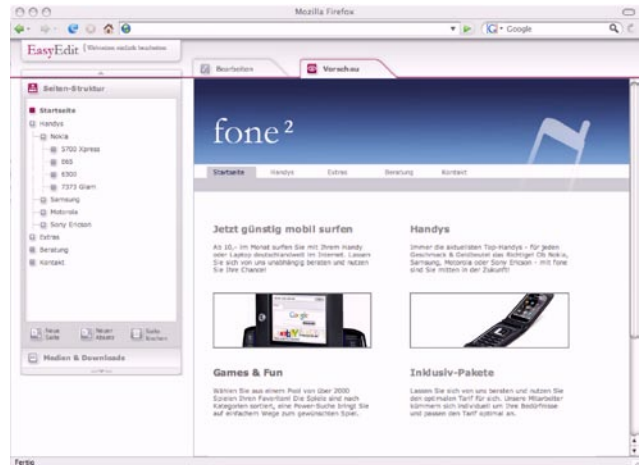 Mozilla Firefox
Google
EasyEdit
Webseiten einfach bearbeiten
Bearbeiten
Vorschau
Seiten-Struktur
Startseite
Handys
Nokia
5700 Xpress
E65
6300
7373 Glam
Samsung
Motorola
Sony Ericson
Extras
Beratung
Kontakt
Neue Seite
Neuer Absatz
Seite löschen
Medien & Downloads
fone²
Startseite Handys Extras Beratung Kontakt
Jetzt günstig mobil surfen
Ab 10,- im Monat surfen Sie mit Ihrem Handy
oder Laptop deutschlandweit im Internet. Lassen
Sie sich von uns unabhängig beraten und nutzen
Sie Ihre Chance!
Handys
Immer die aktuellsten Top-Handys - für jeden
Geschmack & Geldbeutel das Richtige! Ob Nokia,
Samsung, Motorola oder Sony Ericson - mit fone
sind Sie mitten in der Zukunft!
Google
ebay
Games & Fun
Wählen Sie aus einem Pool von über 2000
Spielen Ihren Favoriten! Die Spiele sind nach
Kategorien sortiert, eine Power-Suche bringt Sie
auf einfachem Wege zum gewünschten Spiel.
Inklusiv-Pakete
Lassen Sie sich von uns beraten und nutzen Sie
den optimalen Tarif für sich. Unsere Mitarbeiter
kümmern sich individuell um Ihre Bedürfnisse
und passen den Tarif optimal an.
Fertig